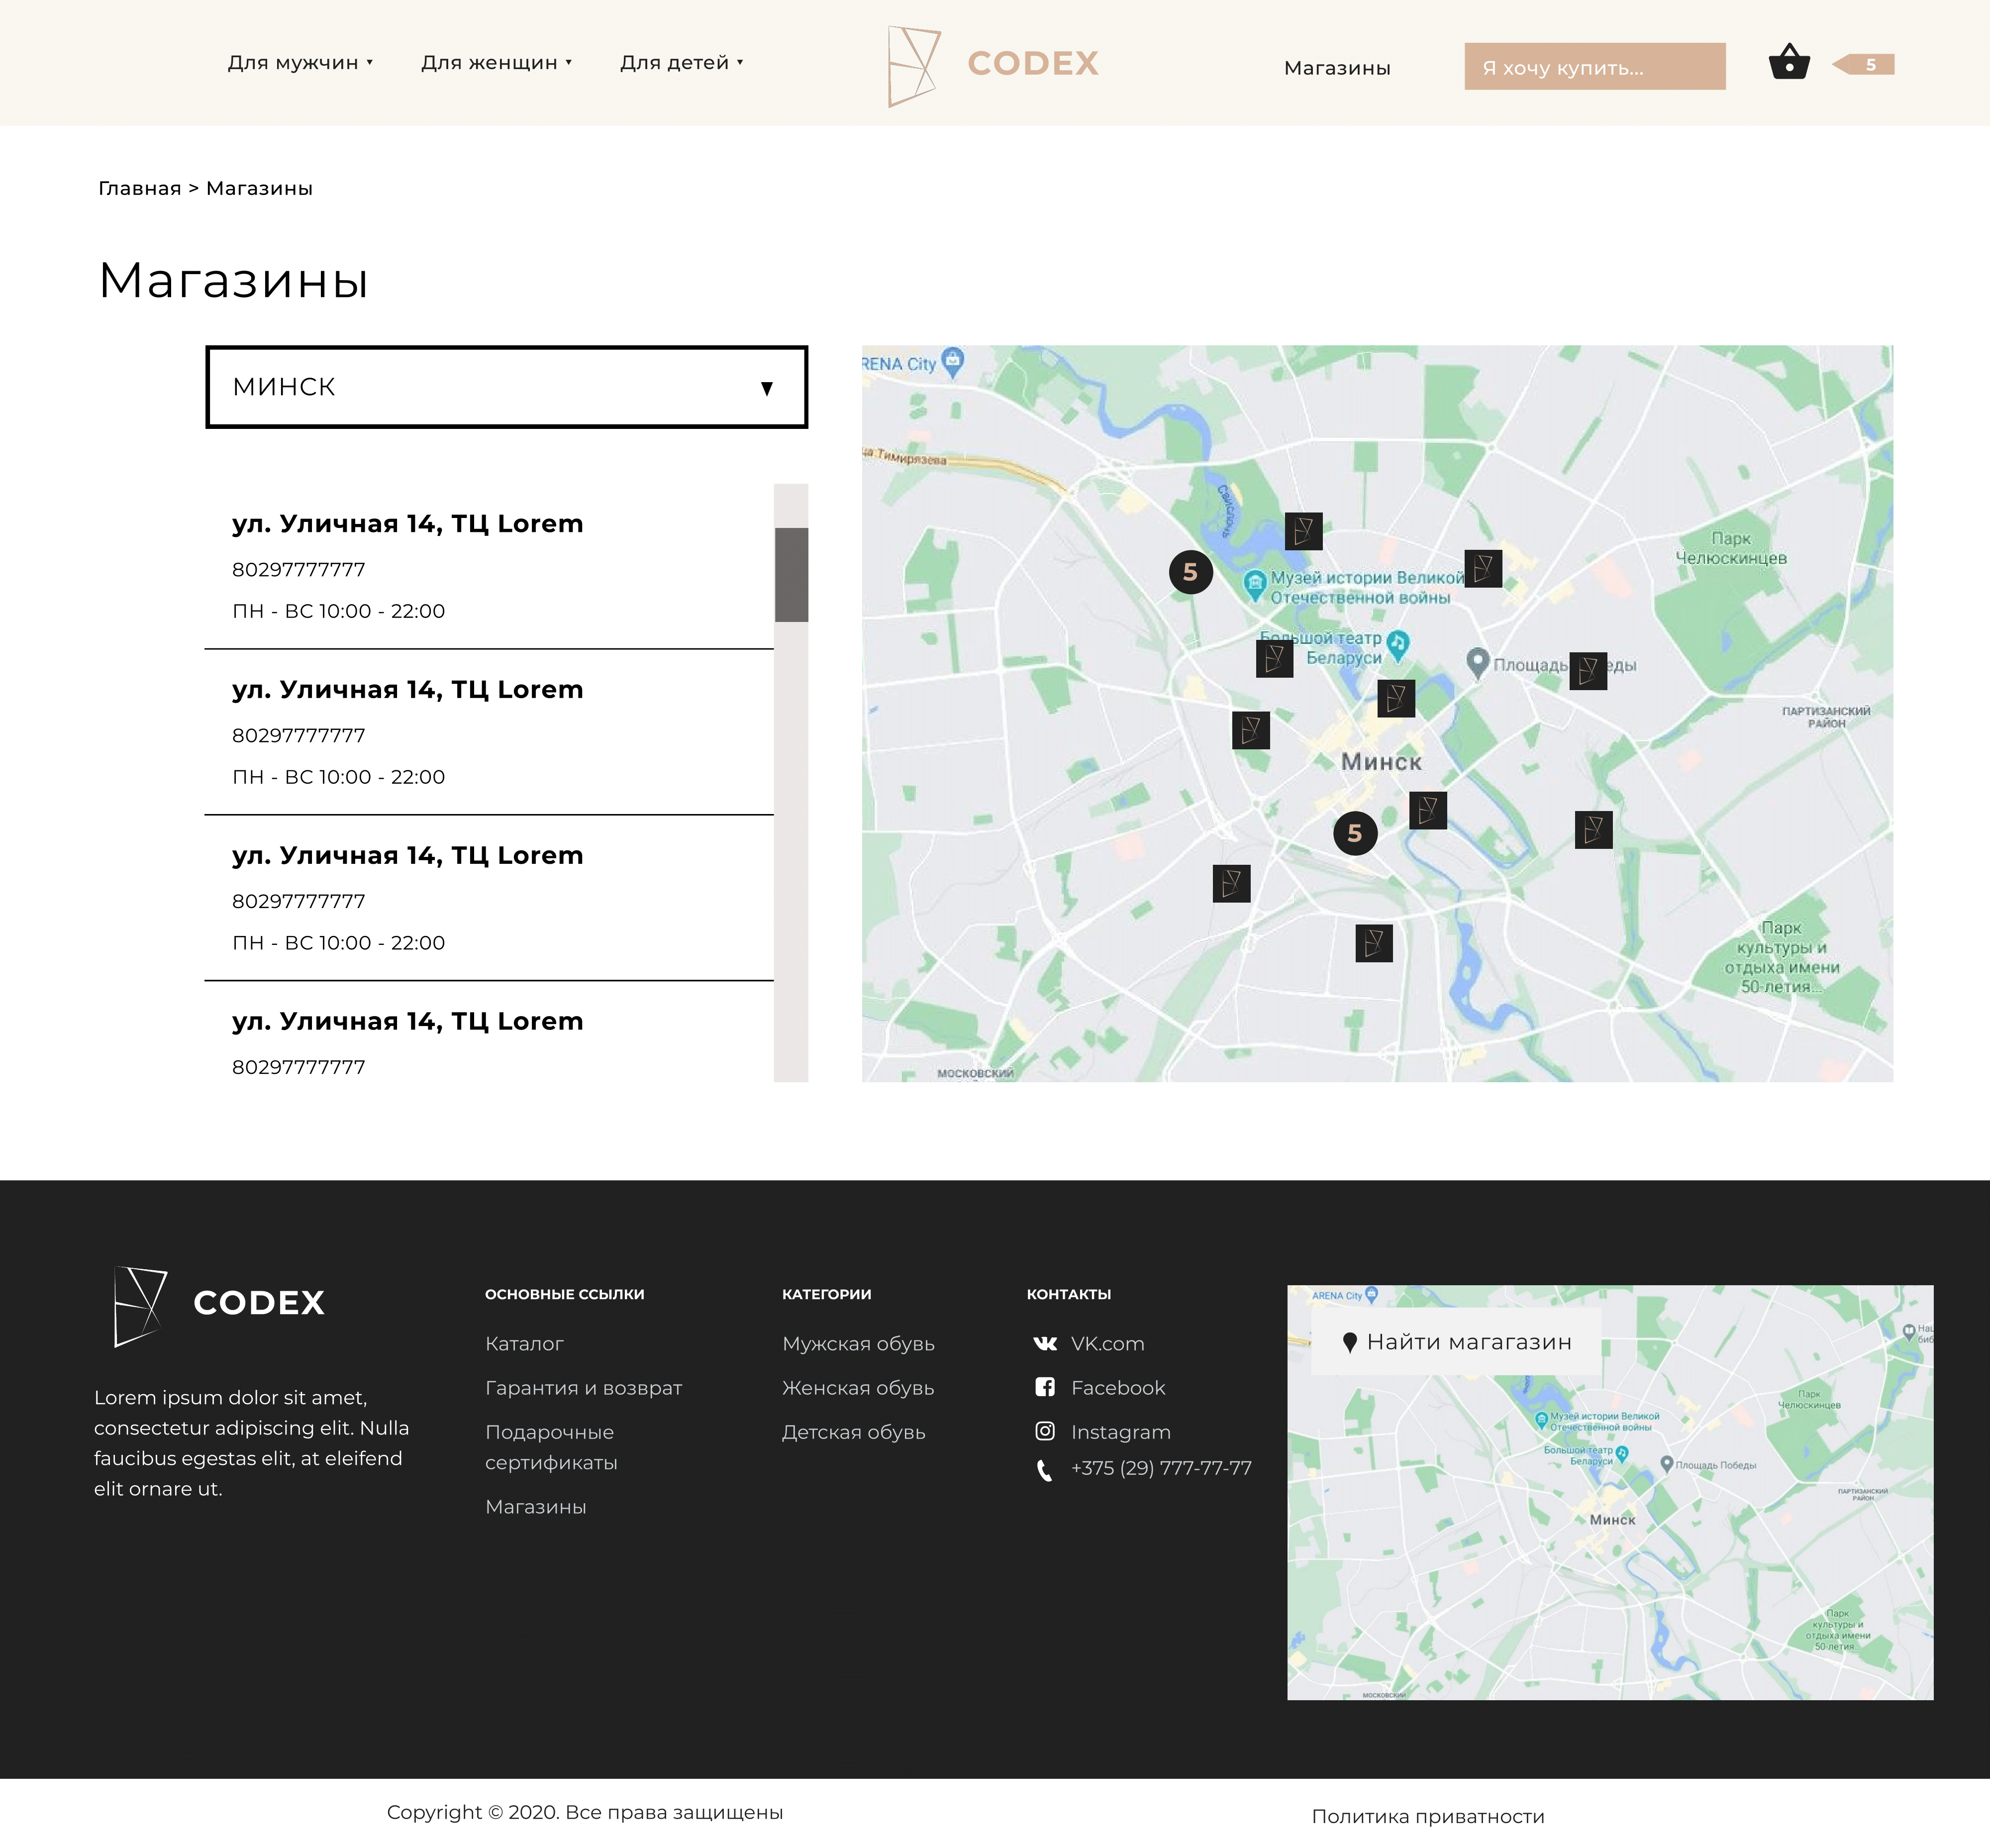 Для мужчин ▼
Для женщин ▼
Для детей ▼
CODEX
Магазины
Я хочу купить...
5
Главная > Магазины
Магазины
МИНСК ▼
ул. Уличная 14, ТЦ Lorem
80297777777
ПН - ВС 10:00 - 22:00
ул. Уличная 14, ТЦ Lorem
80297777777
ПН - ВС 10:00 - 22:00
ул. Уличная 14, ТЦ Lorem
80297777777
ПН - ВС 10:00 - 22:00
ул. Уличная 14, ТЦ Lorem
80297777777
ARENA City
Тимирязева
Свислочь
5
Музей истории Великой
Отечественной войны
Большой театр
Беларуси
Площадь
Парк
Челюскинцев
ПАРТИЗАНСКИЙ
РАЙОН
Минск
5
Парк
культуры и
отдыха имени
50-летия...
МОСКОВСКИЙ
CODEX
Lorem ipsum dolor sit amet,
consectetur adipiscing elit. Nulla
faucibus egestas elit, at eleifend
elit ornare ut.
ОСНОВНЫЕ ССЫЛКИ
Каталог
Гарантия и возврат
Подарочные
сертификаты
Магазины
КАТЕГОРИИ
Мужская обувь
Женская обувь
Детская обувь
КОНТАКТЫ
VK.com
Facebook
Instagram
+375 (29) 777-77-77
ARENA City
Найти магагазин
Парк
Челюскинцев
Музей истории Великой
Отечественной войны
Большой театр
Беларуси
Площадь Победы
ПАРТИЗАНСКИЙ
РАЙОН
Минск
Парк
культуры и
отдыха имени
50-летия...
МОСКОВСКИЙ
Copyright © 2020. Все права защищены
Политика приватности